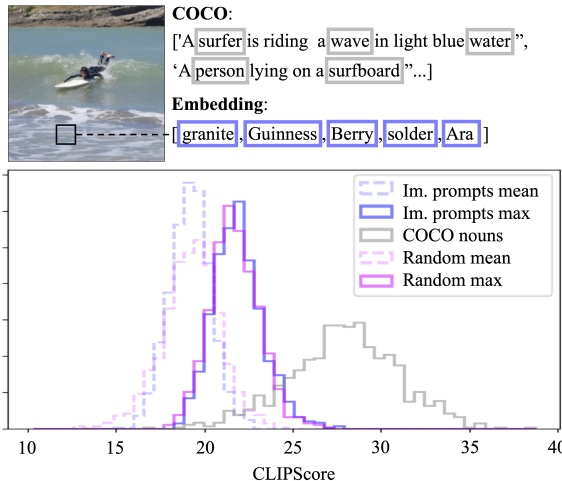 COCO:
['A surfer is riding a wave in light blue water”,
‘A person lying on a surfboard”...]
Embedding:
[granite, Guinness, Berry, solder, Ara]
Im. prompts mean
Im. prompts max
COCO nouns
Random mean
Random max
10 15 20 25 30 35 40
CLIPScore